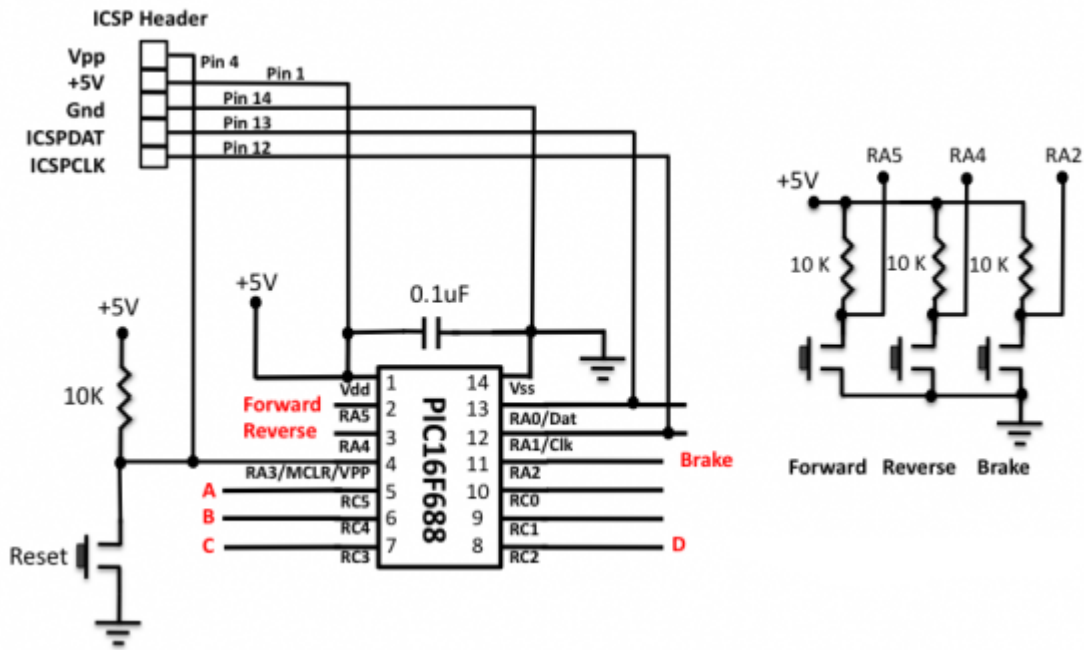 ICSP Header
Vpp
Pin 4
+5V
Pin 1
Gnd
Pin 14
ICSPDAT
Pin 13
ICSPCLK
Pin 12
RA5 RA4 RA2
+5V
10 K 10 K 10 K
Forward Reverse Brake
+5V
0.1uF
+5V
10K
Reset
PIC16F688
1 14
Vdd Vss
Forward 2 13
RA5 RA0/Dat
Reverse 3 12
RA4 RA1/Clk
4 11 Brake
RA3/MCLR/VPP RA2
A 5 10
RC5 RC0
B 6 9
RC4 RC1
C 7 8 D
RC3 RC2